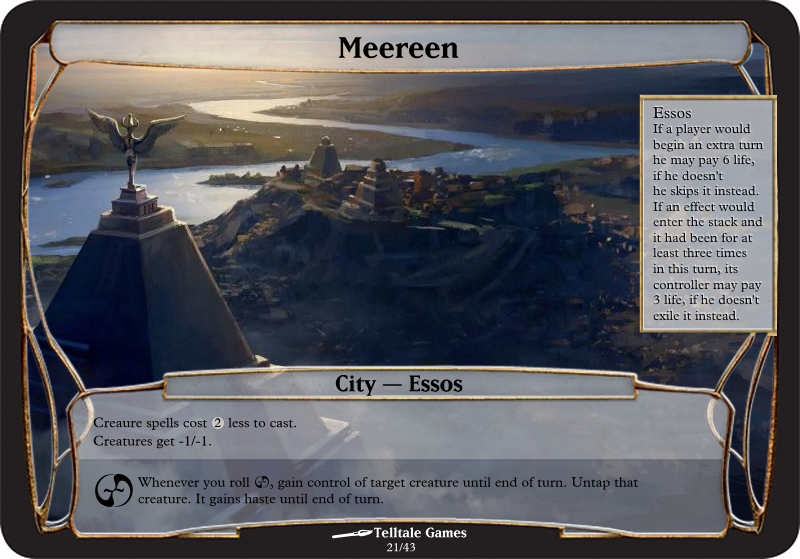 Meereen
Essos
If a player would
begin an extra turn
he may pay 6 life,
if he doesn't
he skips it instead.
If an effect would
enter the stack and
it had been for at
least three times
in this turn, its
controller may pay
3 life, if he doesn't
exile it instead.
City — Essos
Creaure spells cost 2 less to cast.
Creatures get -1/-1.
Whenever you roll , gain control of target creature until end of turn. Untap that
creature. It gains haste until end of turn.
Telltale Games
21/43